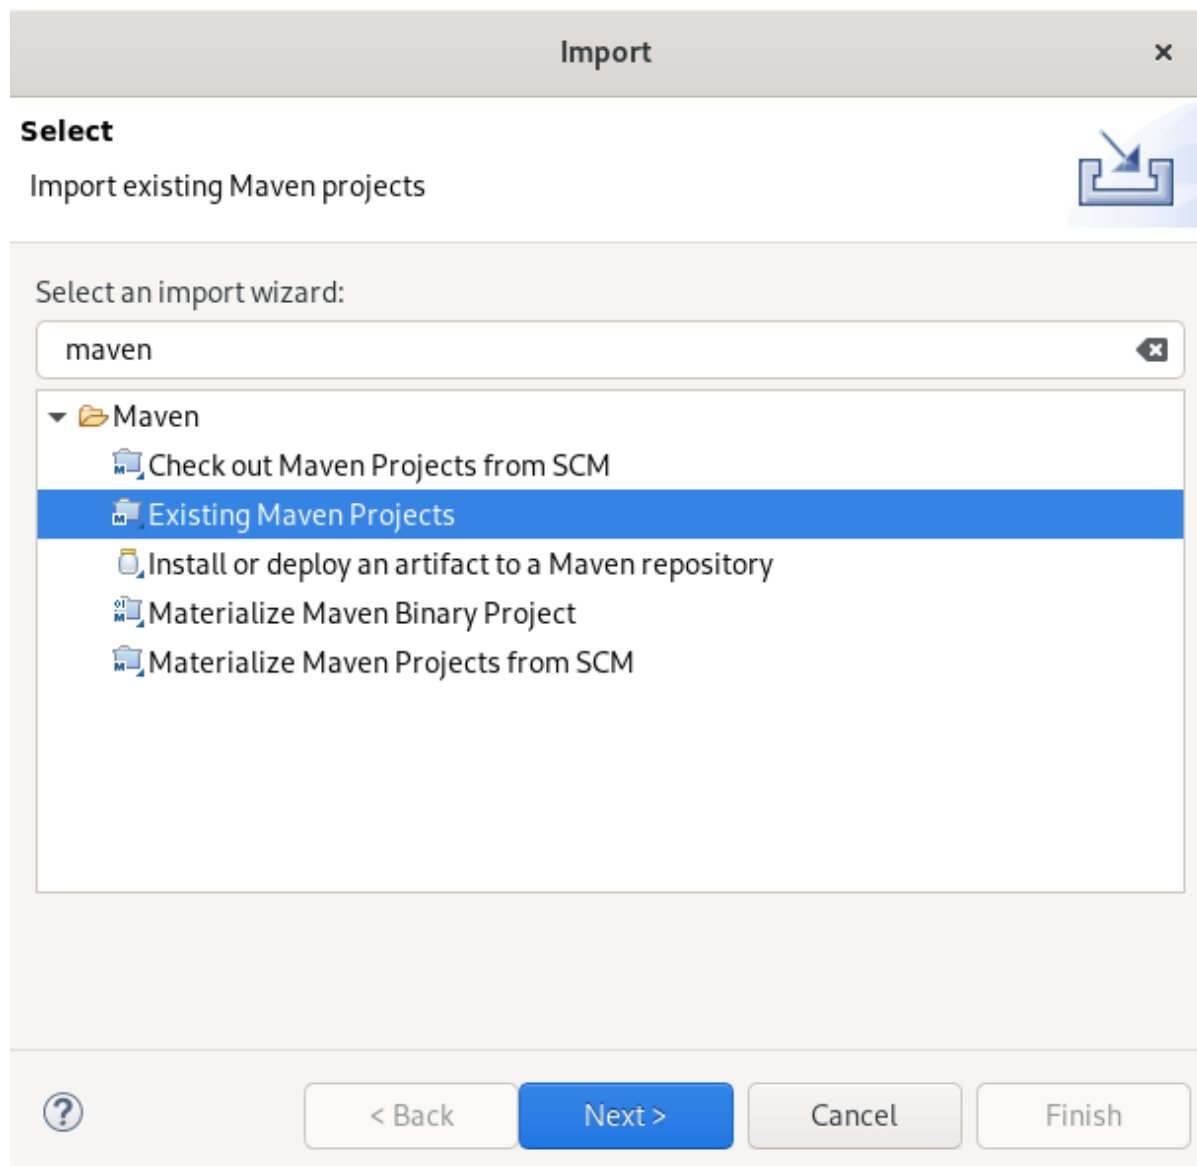 Import
Select
Import existing Maven projects
Select an import wizard:
maven
Maven
Check out Maven Projects from SCM
Existing Maven Projects
Install or deploy an artifact to a Maven repository
Materialize Maven Binary Project
Materialize Maven Projects from SCM
< Back Next > Cancel Finish